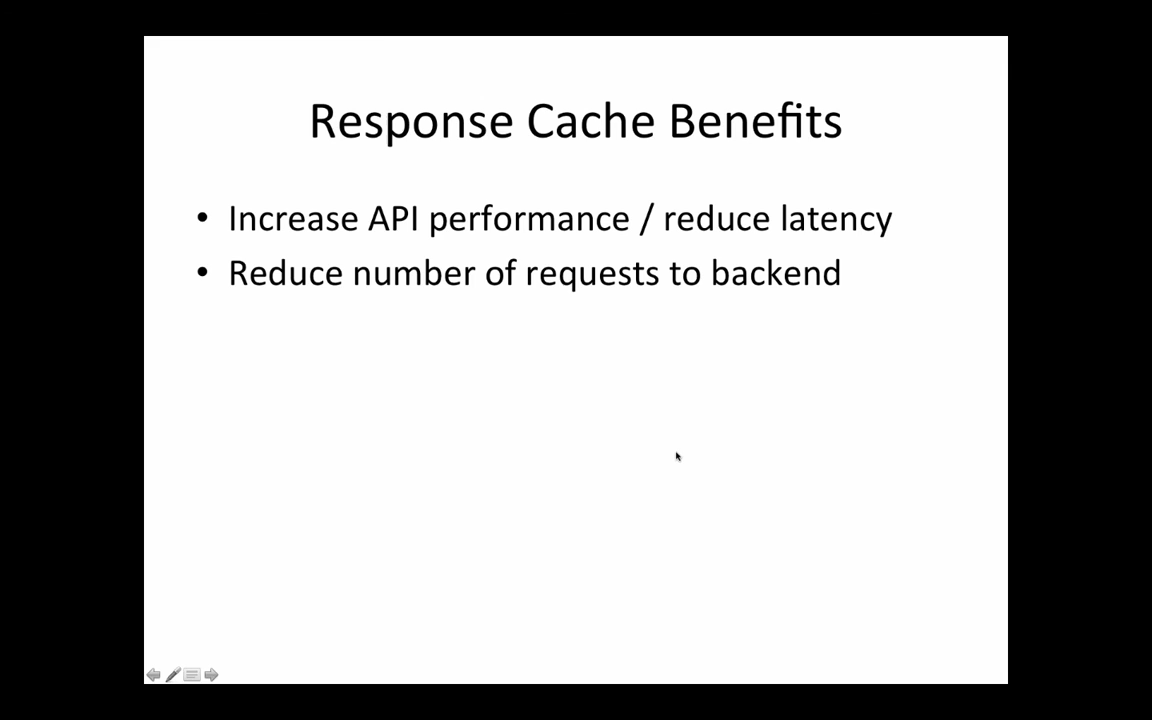 Response Cache Benefits
• Increase API performance / reduce latency
• Reduce number of requests to backend